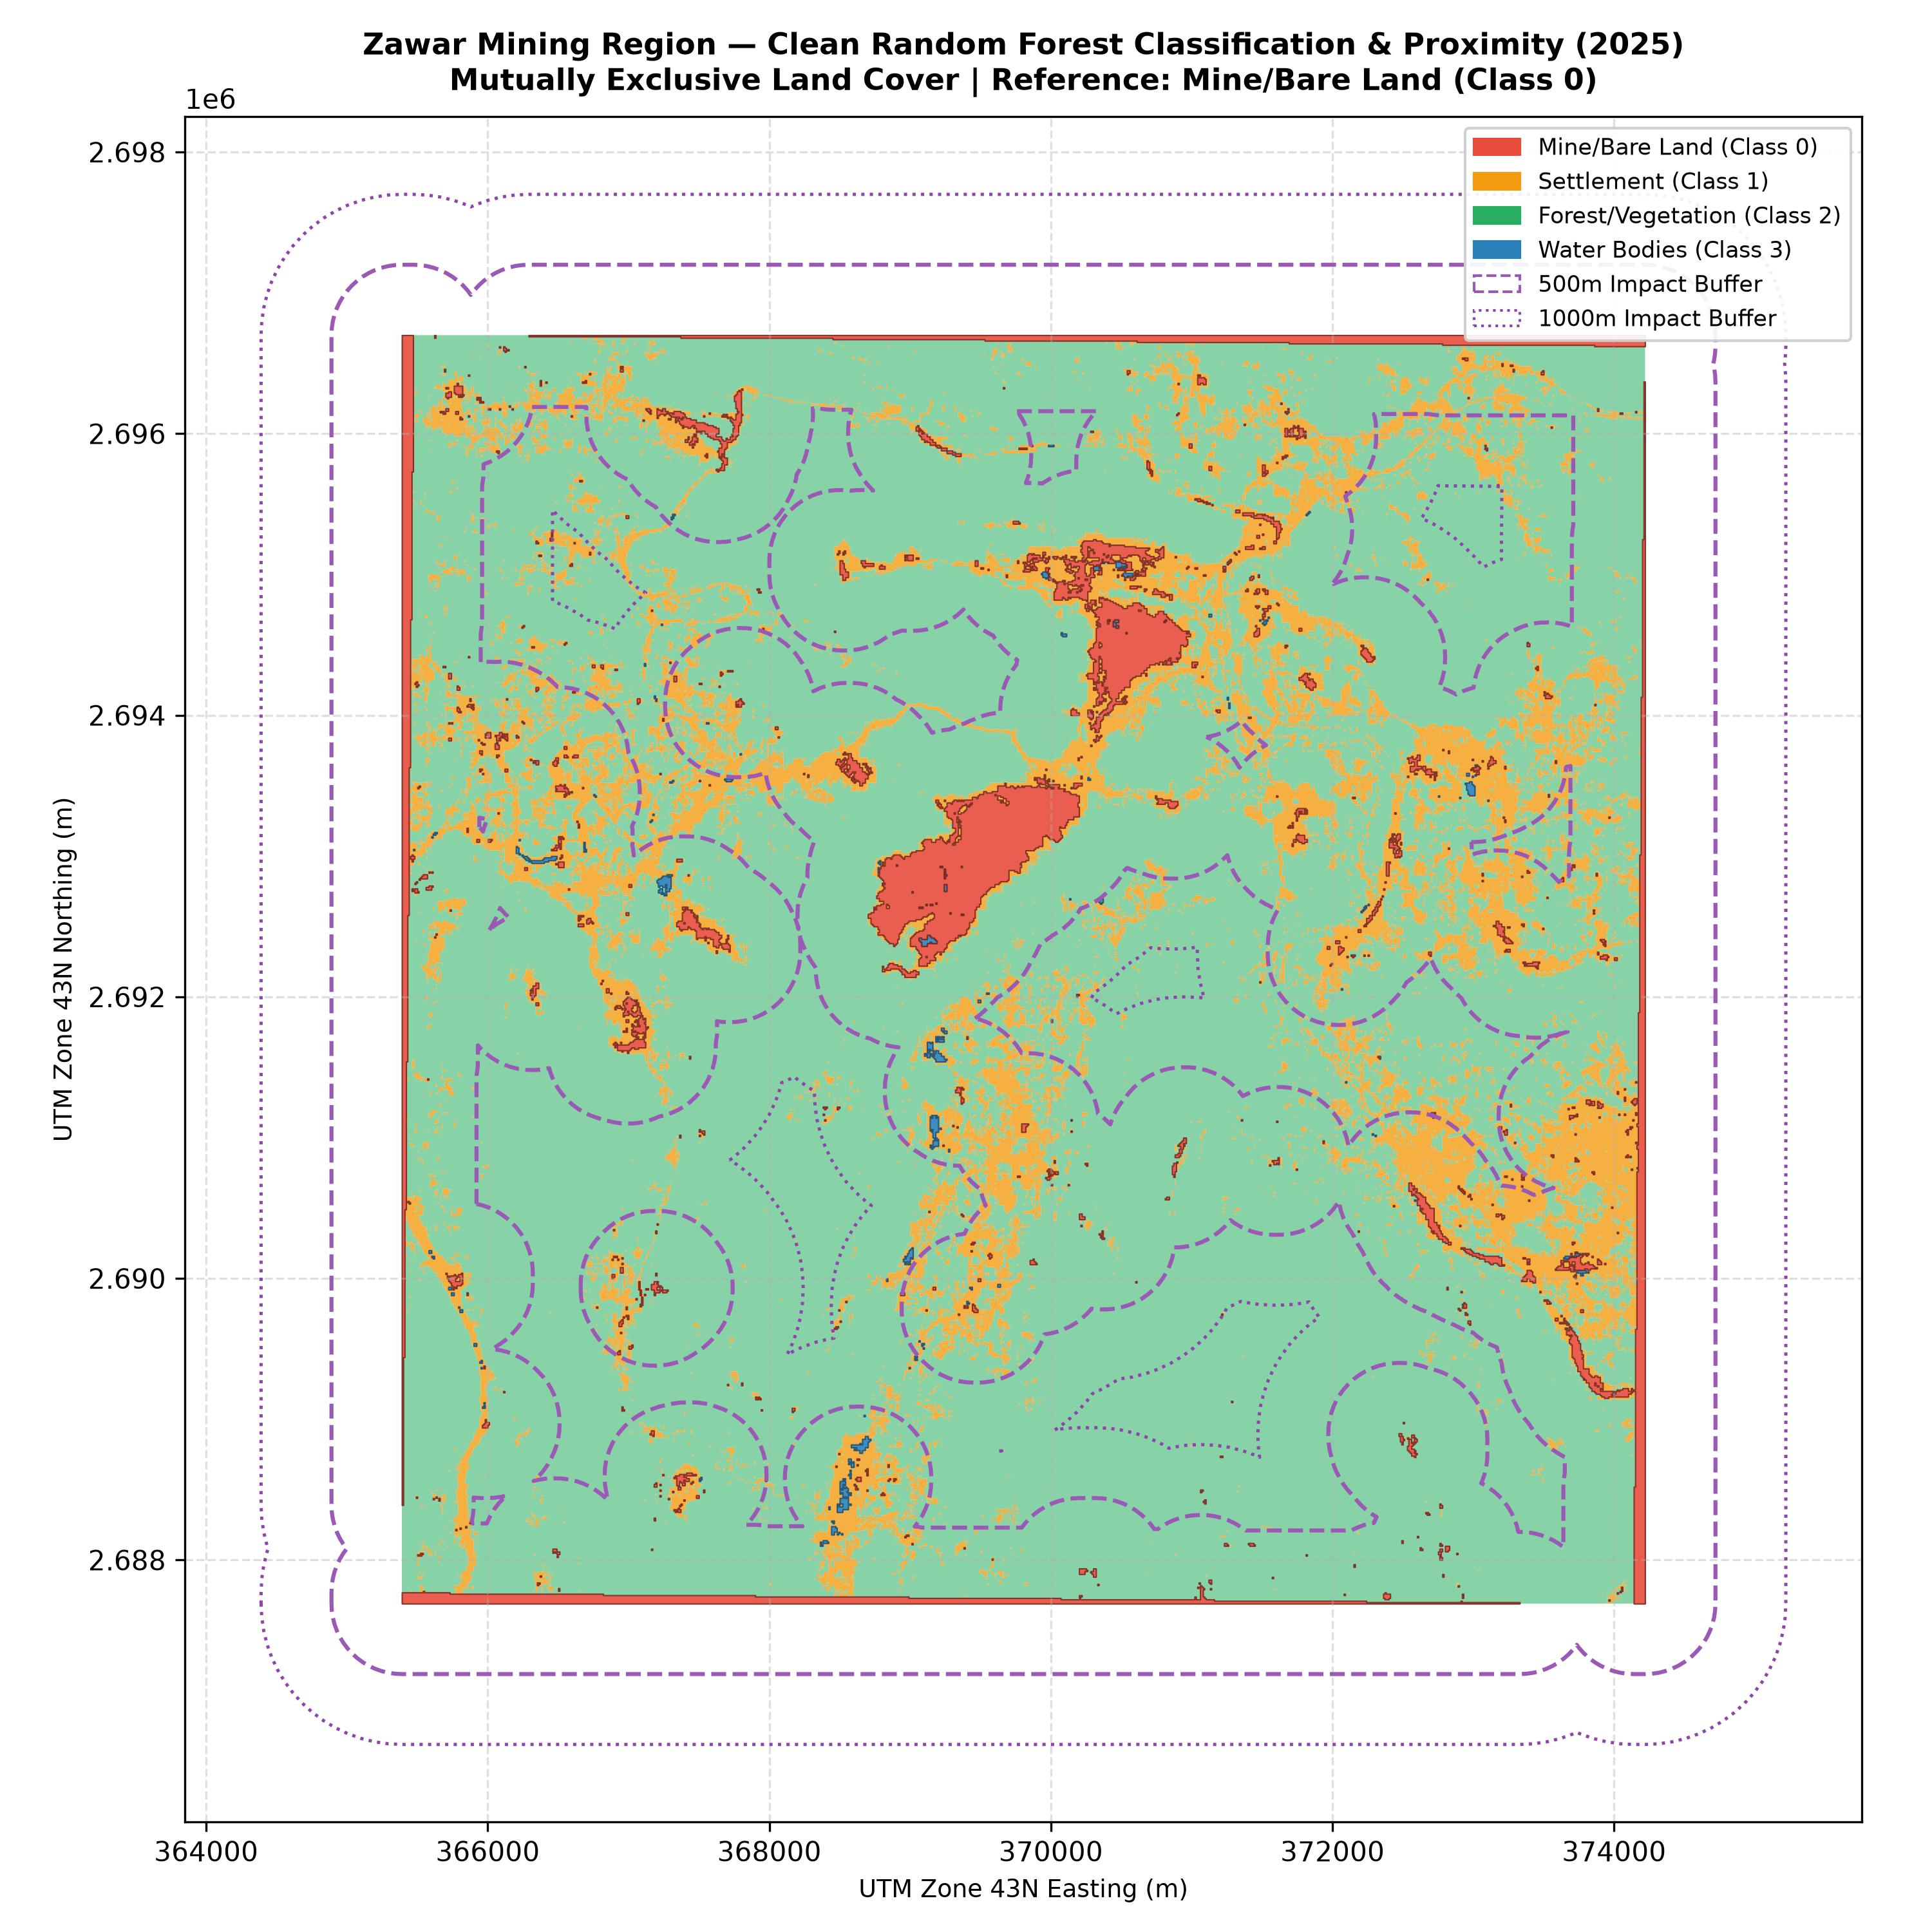 Zawar Mining Region — Clean Random Forest Classification & Proximity (2025)
Mutually Exclusive Land Cover | Reference: Mine/Bare Land (Class 0)
1e6
Mine/Bare Land (Class 0)
Settlement (Class 1)
Forest/Vegetation (Class 2)
Water Bodies (Class 3)
500m Impact Buffer
1000m Impact Buffer
2.698
2.696
2.694
2.692
2.690
2.688
UTM Zone 43N Northing (m)
364000 366000 368000 370000 372000 374000
UTM Zone 43N Easting (m)